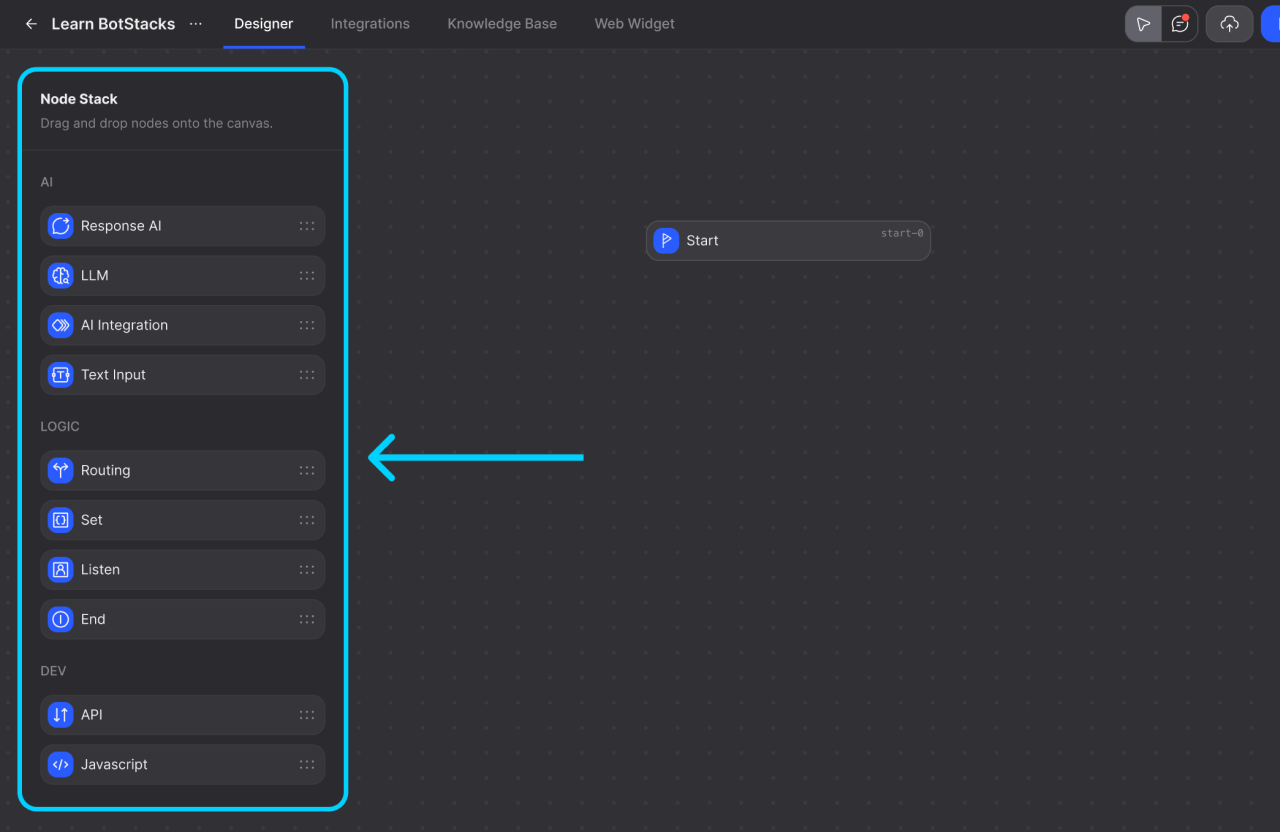 Learn BotStacks ··· Designer Integrations Knowledge Base Web Widget
Node Stack
Drag and drop nodes onto the canvas.
AI
Response AI
LLM
AI Integration
Text Input
LOGIC
Routing
Set
Listen
End
DEV
API
Javascript
Start start-0